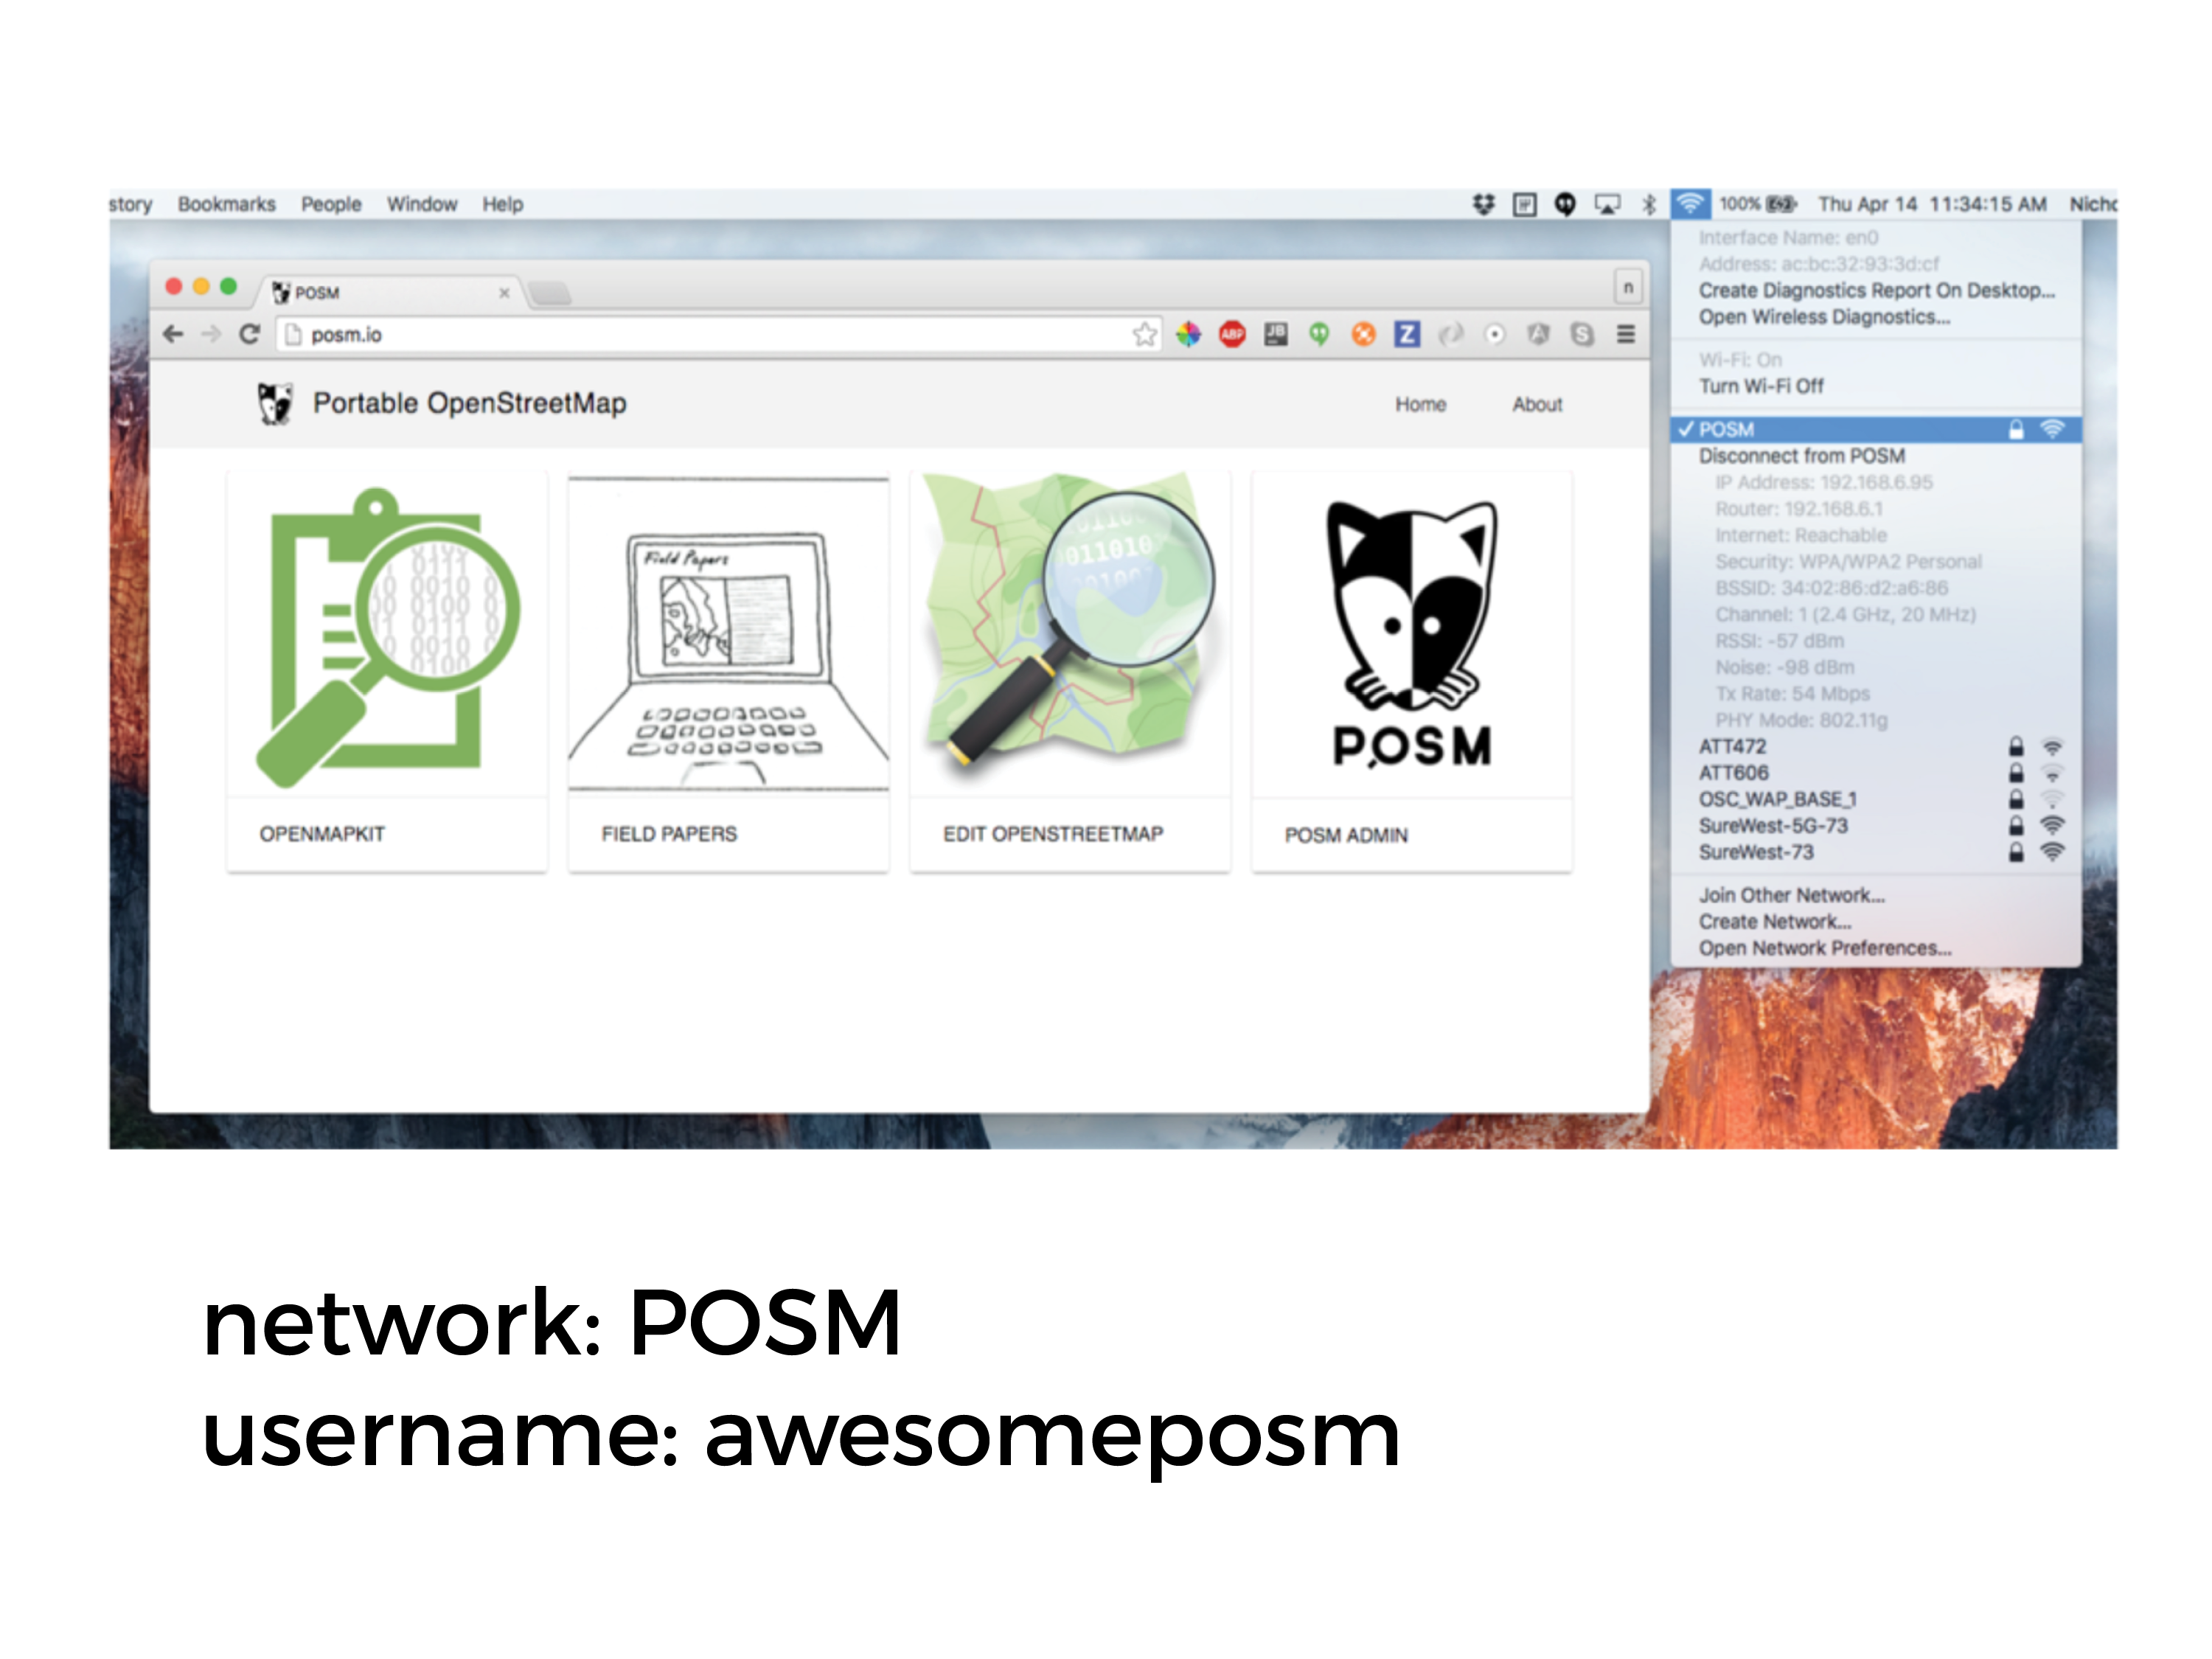 story Bookmarks People Window Help 100% Thu Apr 14 11:34:15 AM Nicho
POSM
n
posm.io
ABP JB Z
Portable OpenStreetMap Home About
Field Papers
POSM
OPENMAPKIT
FIELD PAPERS
EDIT OPENSTREETMAP
POSM ADMIN
Interface Name: en0
Address: ac:bc:32:93:3d:cf
Create Diagnostics Report On Desktop...
Open Wireless Diagnostics...
Wi-Fi: On
Turn Wi-Fi Off
POSM
Disconnect from POSM
IP Address: 192.168.6.95
Router: 192.168.6.1
Internet: Reachable
Security: WPA/WPA2 Personal
BSSID: 34:02:86:d2:a6:86
Channel: 1 (2.4 GHz, 20 MHz)
RSSI: -57 dBm
Noise: -98 dBm
Tx Rate: 54 Mbps
PHY Mode: 802.11g
ATT472
ATT606
OSC_WAP_BASE_1
SureWest-5G-73
SureWest-73
Join Other Network...
Create Network...
Open Network Preferences...
network: POSM
username: awesomeposm